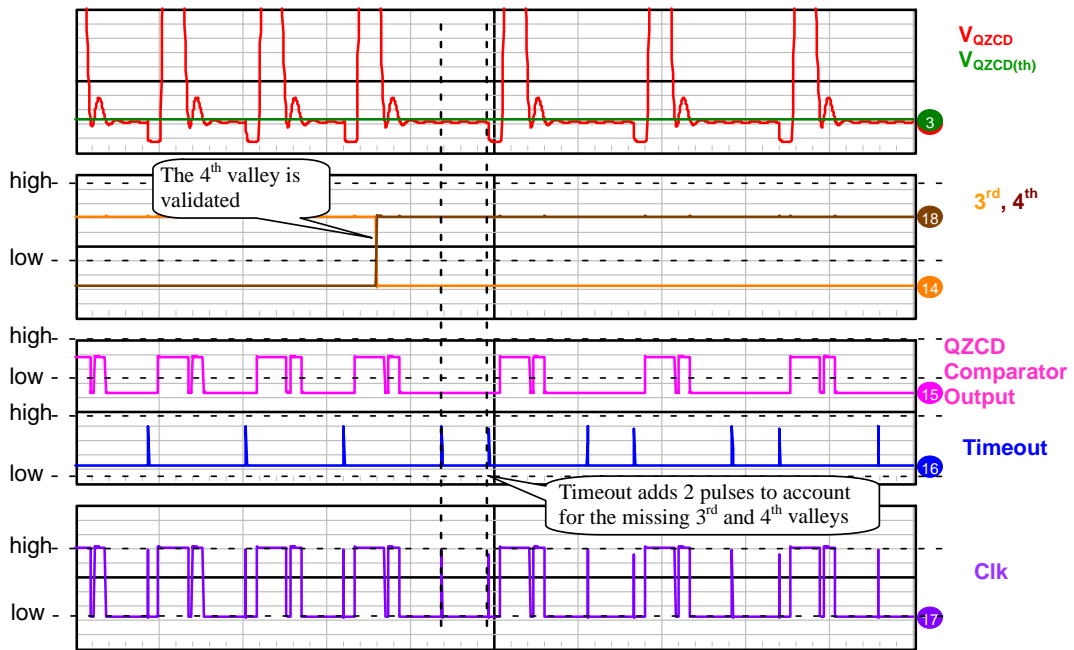 V_QZCD
V_QZCD(th)
3
The 4th valley is
validated
high
low
3rd, 4th
18
14
high
low
high
low
QZCD
Comparator
Output
15
Timeout
16
Timeout adds 2 pulses to account
for the missing 3rd and 4th valleys
high
low
Clk
17